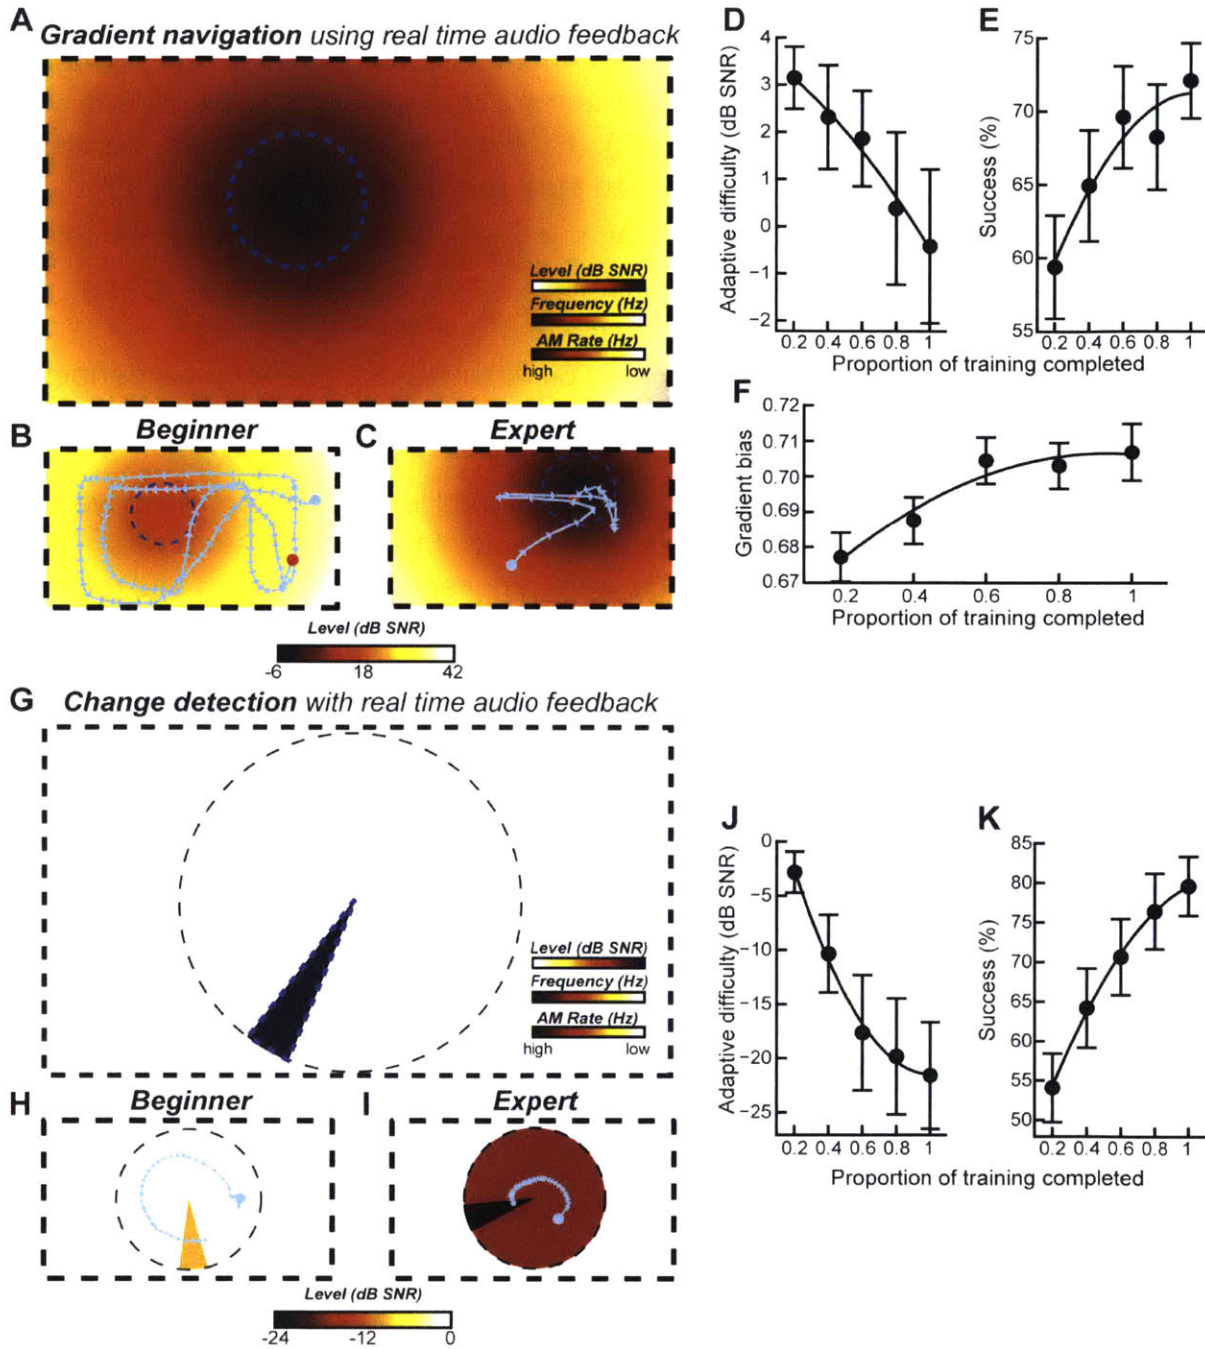 A
Gradient navigation using real time audio feedback
Level (dB SNR)
Frequency (Hz)
AM Rate (Hz)
high low
B Beginner
C Expert
Level (dB SNR)
-6 18 42
D
Adaptive difficulty (dB SNR)
4
3
2
1
0
−1
−2
0.2 0.4 0.6 0.8 1
E
Success (%)
75
70
65
60
55
0.2 0.4 0.6 0.8 1
Proportion of training completed
F
Gradient bias
0.72
0.71
0.70
0.69
0.68
0.67
0.2 0.4 0.6 0.8 1
Proportion of training completed
G Change detection with real time audio feedback
Level (dB SNR)
Frequency (Hz)
AM Rate (Hz)
high low
H Beginner
I Expert
Level (dB SNR)
-24 -12 0
J
Adaptive difficulty (dB SNR)
0
−5
−10
−15
−20
−25
0.2 0.4 0.6 0.8 1
K
Success (%)
85
80
75
70
65
60
55
50
0.2 0.4 0.6 0.8 1
Proportion of training completed